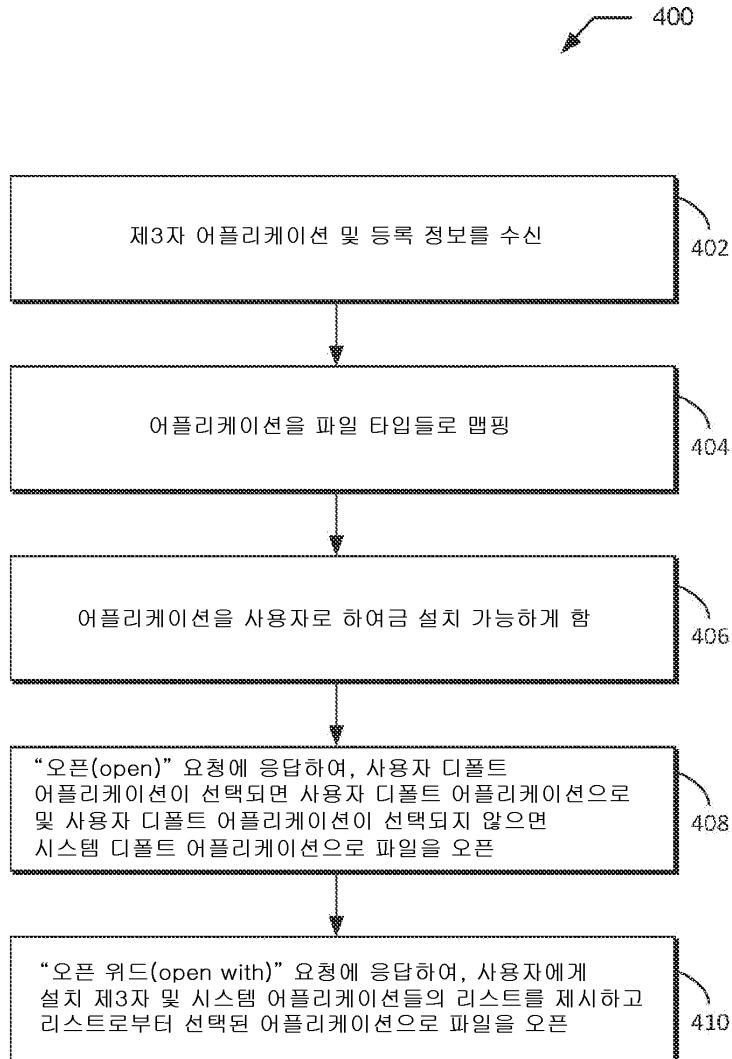 400
제3자 어플리케이션 및 등록 정보를 수신
402
어플리케이션을 파일 타입들로 맵핑
404
어플리케이션을 사용자로 하여금 설치 가능하게 함
406
“오픈(open)” 요청에 응답하여, 사용자 디폴트
어플리케이션이 선택되면 사용자 디폴트 어플리케이션으로
및 사용자 디폴트 어플리케이션이 선택되지 않으면
시스템 디폴트 어플리케이션으로 파일을 오픈
408
“오픈 위드(open with)” 요청에 응답하여, 사용자에게
설치 제3자 및 시스템 어플리케이션들의 리스트를 제시하고
리스트로부터 선택된 어플리케이션으로 파일을 오픈
410